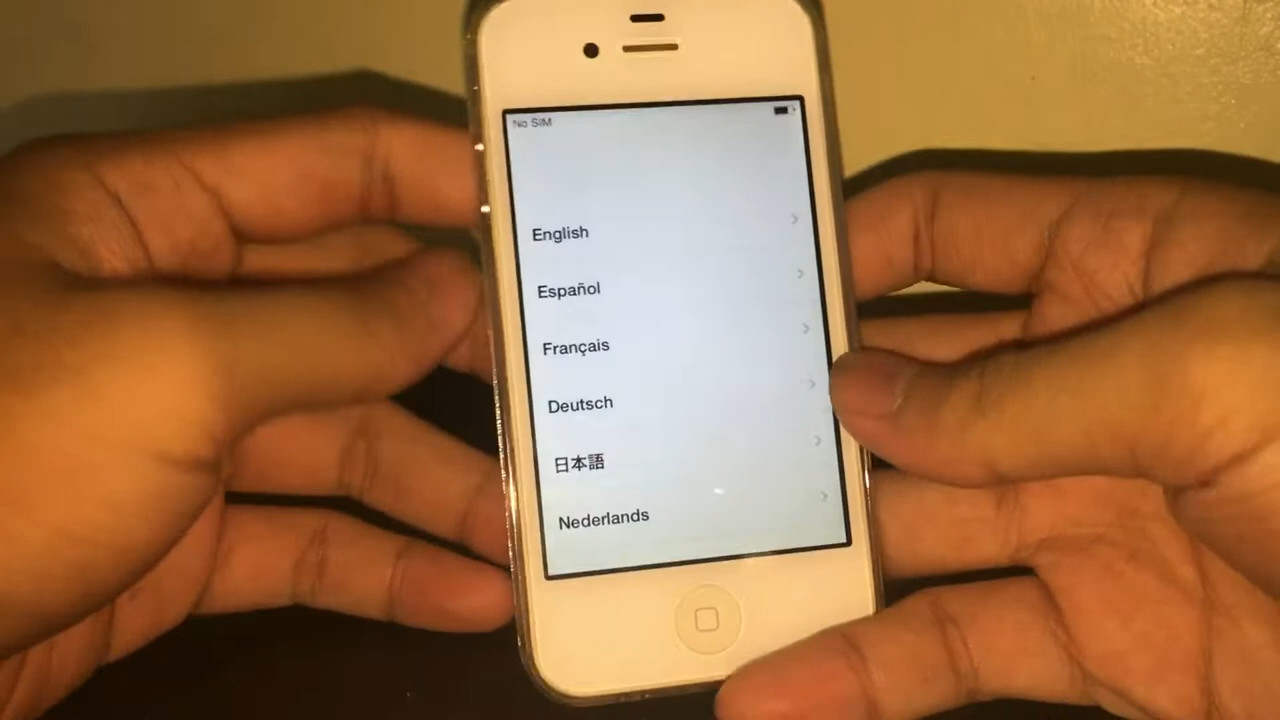 No SIM
English
Español
Français
Deutsch
日本語
Nederlands